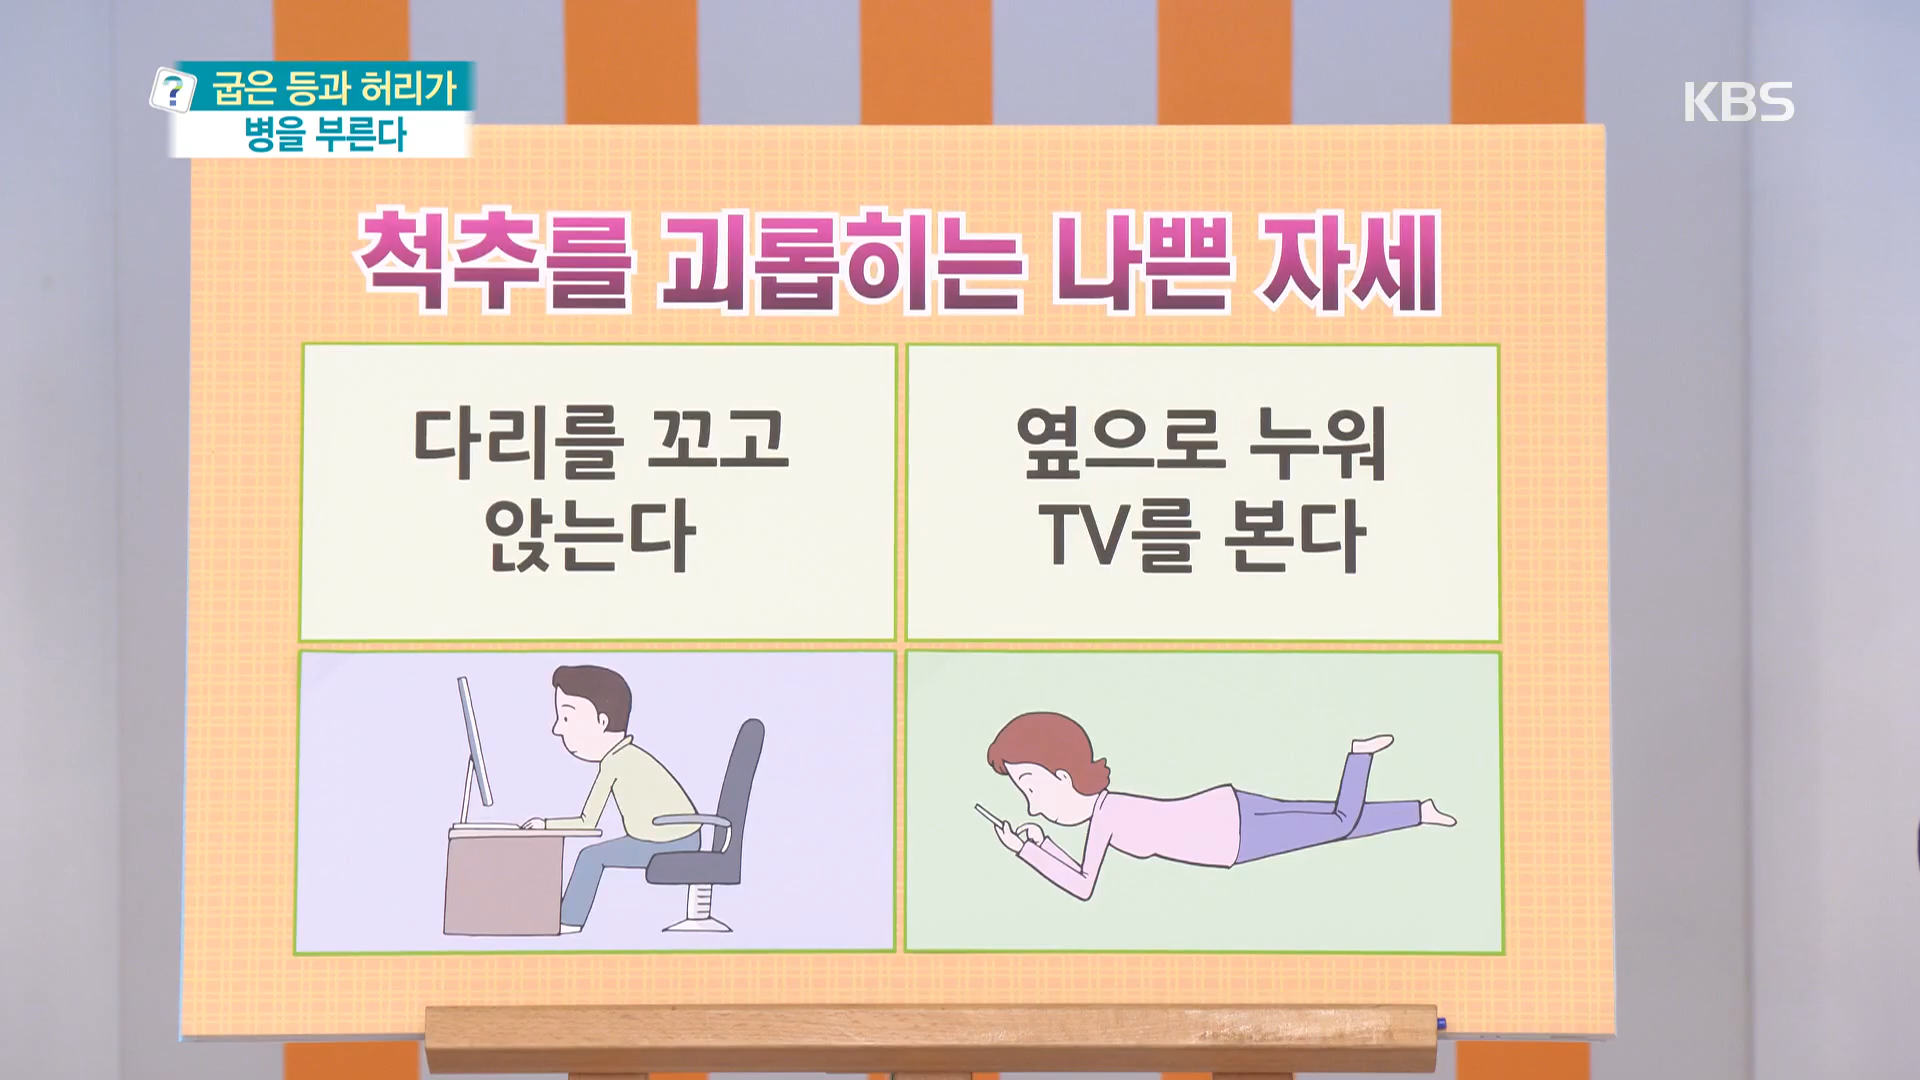 굽은 등과 허리가
병을 부른다
KBS
척추를 괴롭히는 나쁜 자세
다리를 꼬고
앉는다
옆으로 누워
TV를 본다